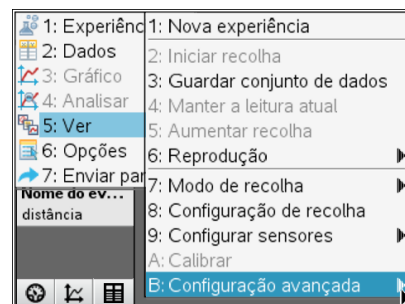 1: Experiênc
2: Dados
3: Gráfico
4: Analisar
5: Ver
6: Opções
7: Enviar par
Nome do ev...
distância
1: Nova experiência
2: Iniciar recolha
3: Guardar conjunto de dados
4: Manter a leitura atual
5: Aumentar recolha
6: Reprodução
7: Modo de recolha
8: Configuração de recolha
9: Configurar sensores
A: Calibrar
B: Configuração avançada